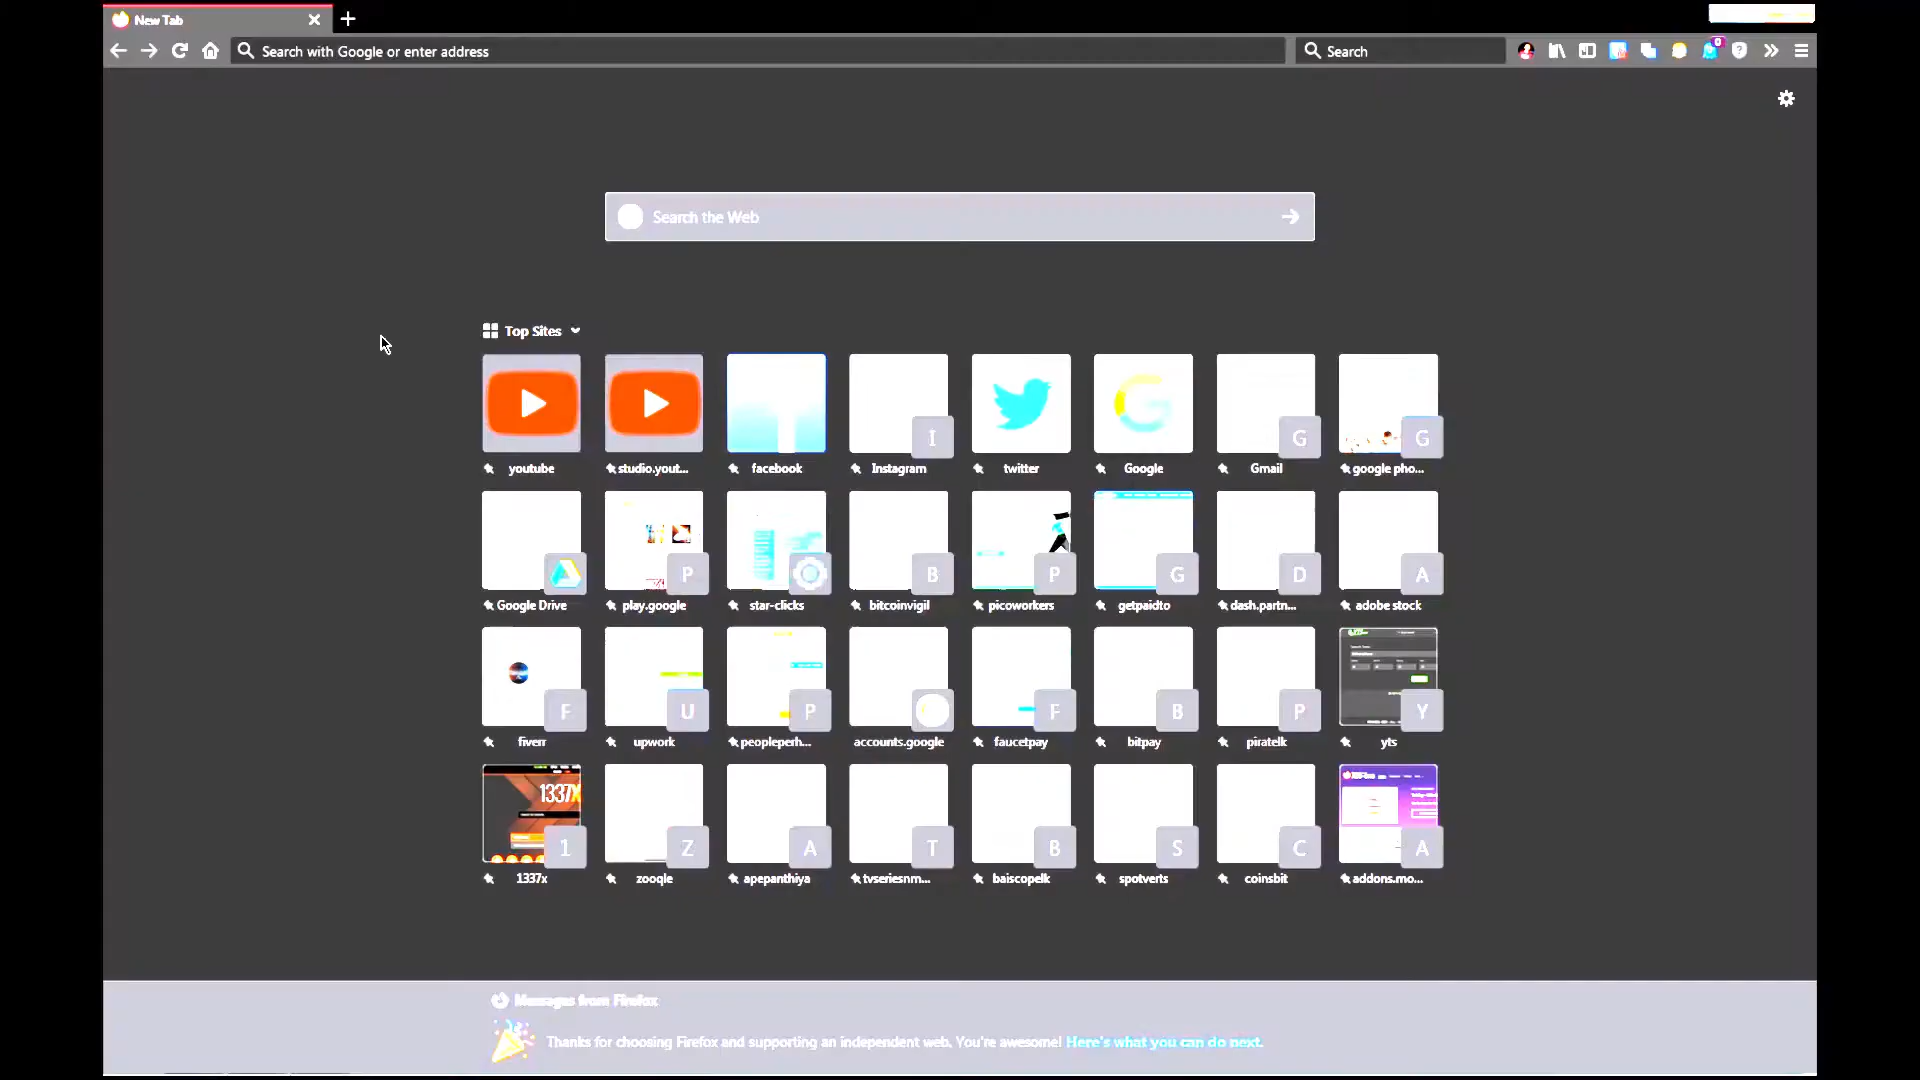 New Tab
Search with Google or enter address
Search
0
Search the Web
Top Sites
I
G
G
youtube
studio.yout...
facebook
Instagram
twitter
Google
Gmail
google pho...
P
B
P
G
D
A
Google Drive
play.google
star-clicks
bitcoinvigil
picoworkers
getpaidto
dash.partn...
adobe stock
F
U
P
F
B
P
Y
fiverr
upwork
peopleperh...
accounts.google
faucetpay
bitpay
piratelk
yts
1337X
1
Z
A
T
B
S
C
A
1337x
zooqle
apepanthiya
tvseriesnm...
baiscopelk
spotverts
coinsbit
addons.mo...
Messages from Firefox
Thanks for choosing Firefox and supporting an independent web. You're awesome! Here's what you can do next.